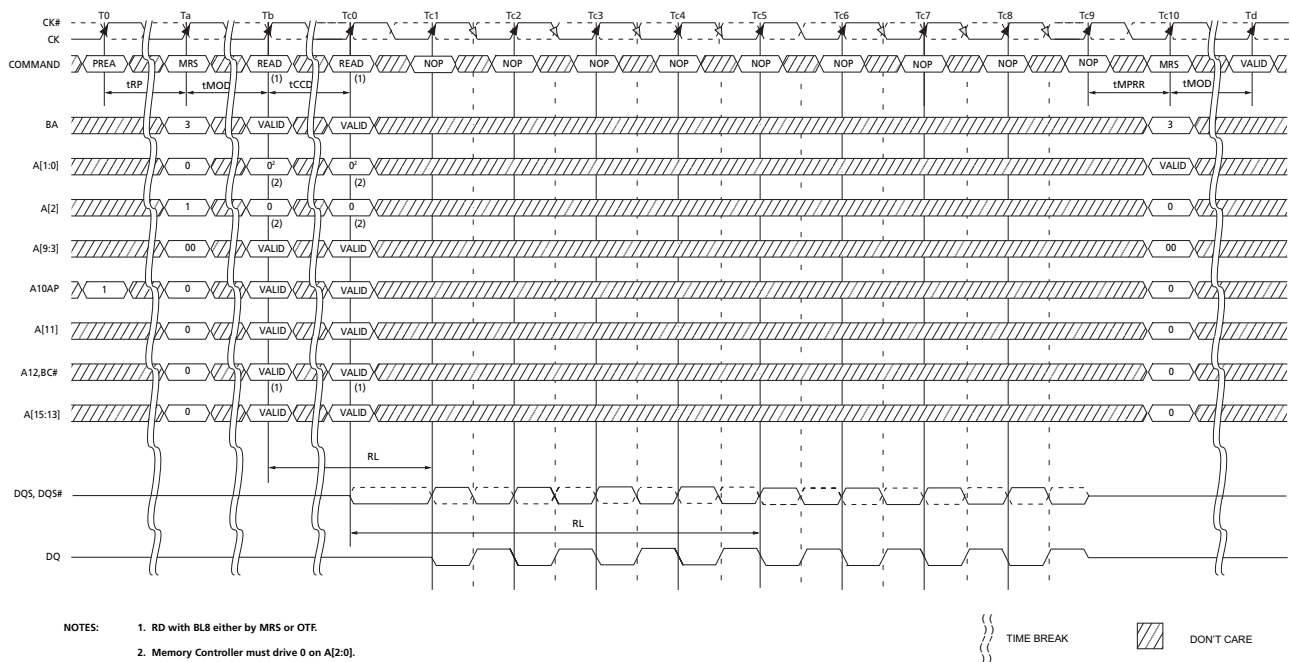 T0 Ta Tb Tc0 Tc1 Tc2 Tc3 Tc4 Tc5 Tc6 Tc7 Tc8 Tc9 Tc10 Td
CK#
CK
COMMAND PREA MRS READ READ NOP NOP NOP NOP NOP NOP NOP NOP NOP MRS VALID
(1) (1)
tRP tMOD tCCD tMPRR tMOD
BA 3 VALID VALID 3
A[1:0] 0 0² 0² VALID
(2) (2)
A[2] 1 0 0 0
(2) (2)
A[9:3] 00 VALID VALID 00
A10AP 1 0 VALID VALID 0
A[11] 0 VALID VALID 0
A12,BC# 0 VALID VALID 0
(1) (1)
A[15:13] 0 VALID VALID 0
RL
DQS, DQS#
RL
DQ
NOTES: 1. RD with BL8 either by MRS or OTF.
2. Memory Controller must drive 0 on A[2:0].
TIME BREAK DON'T CARE